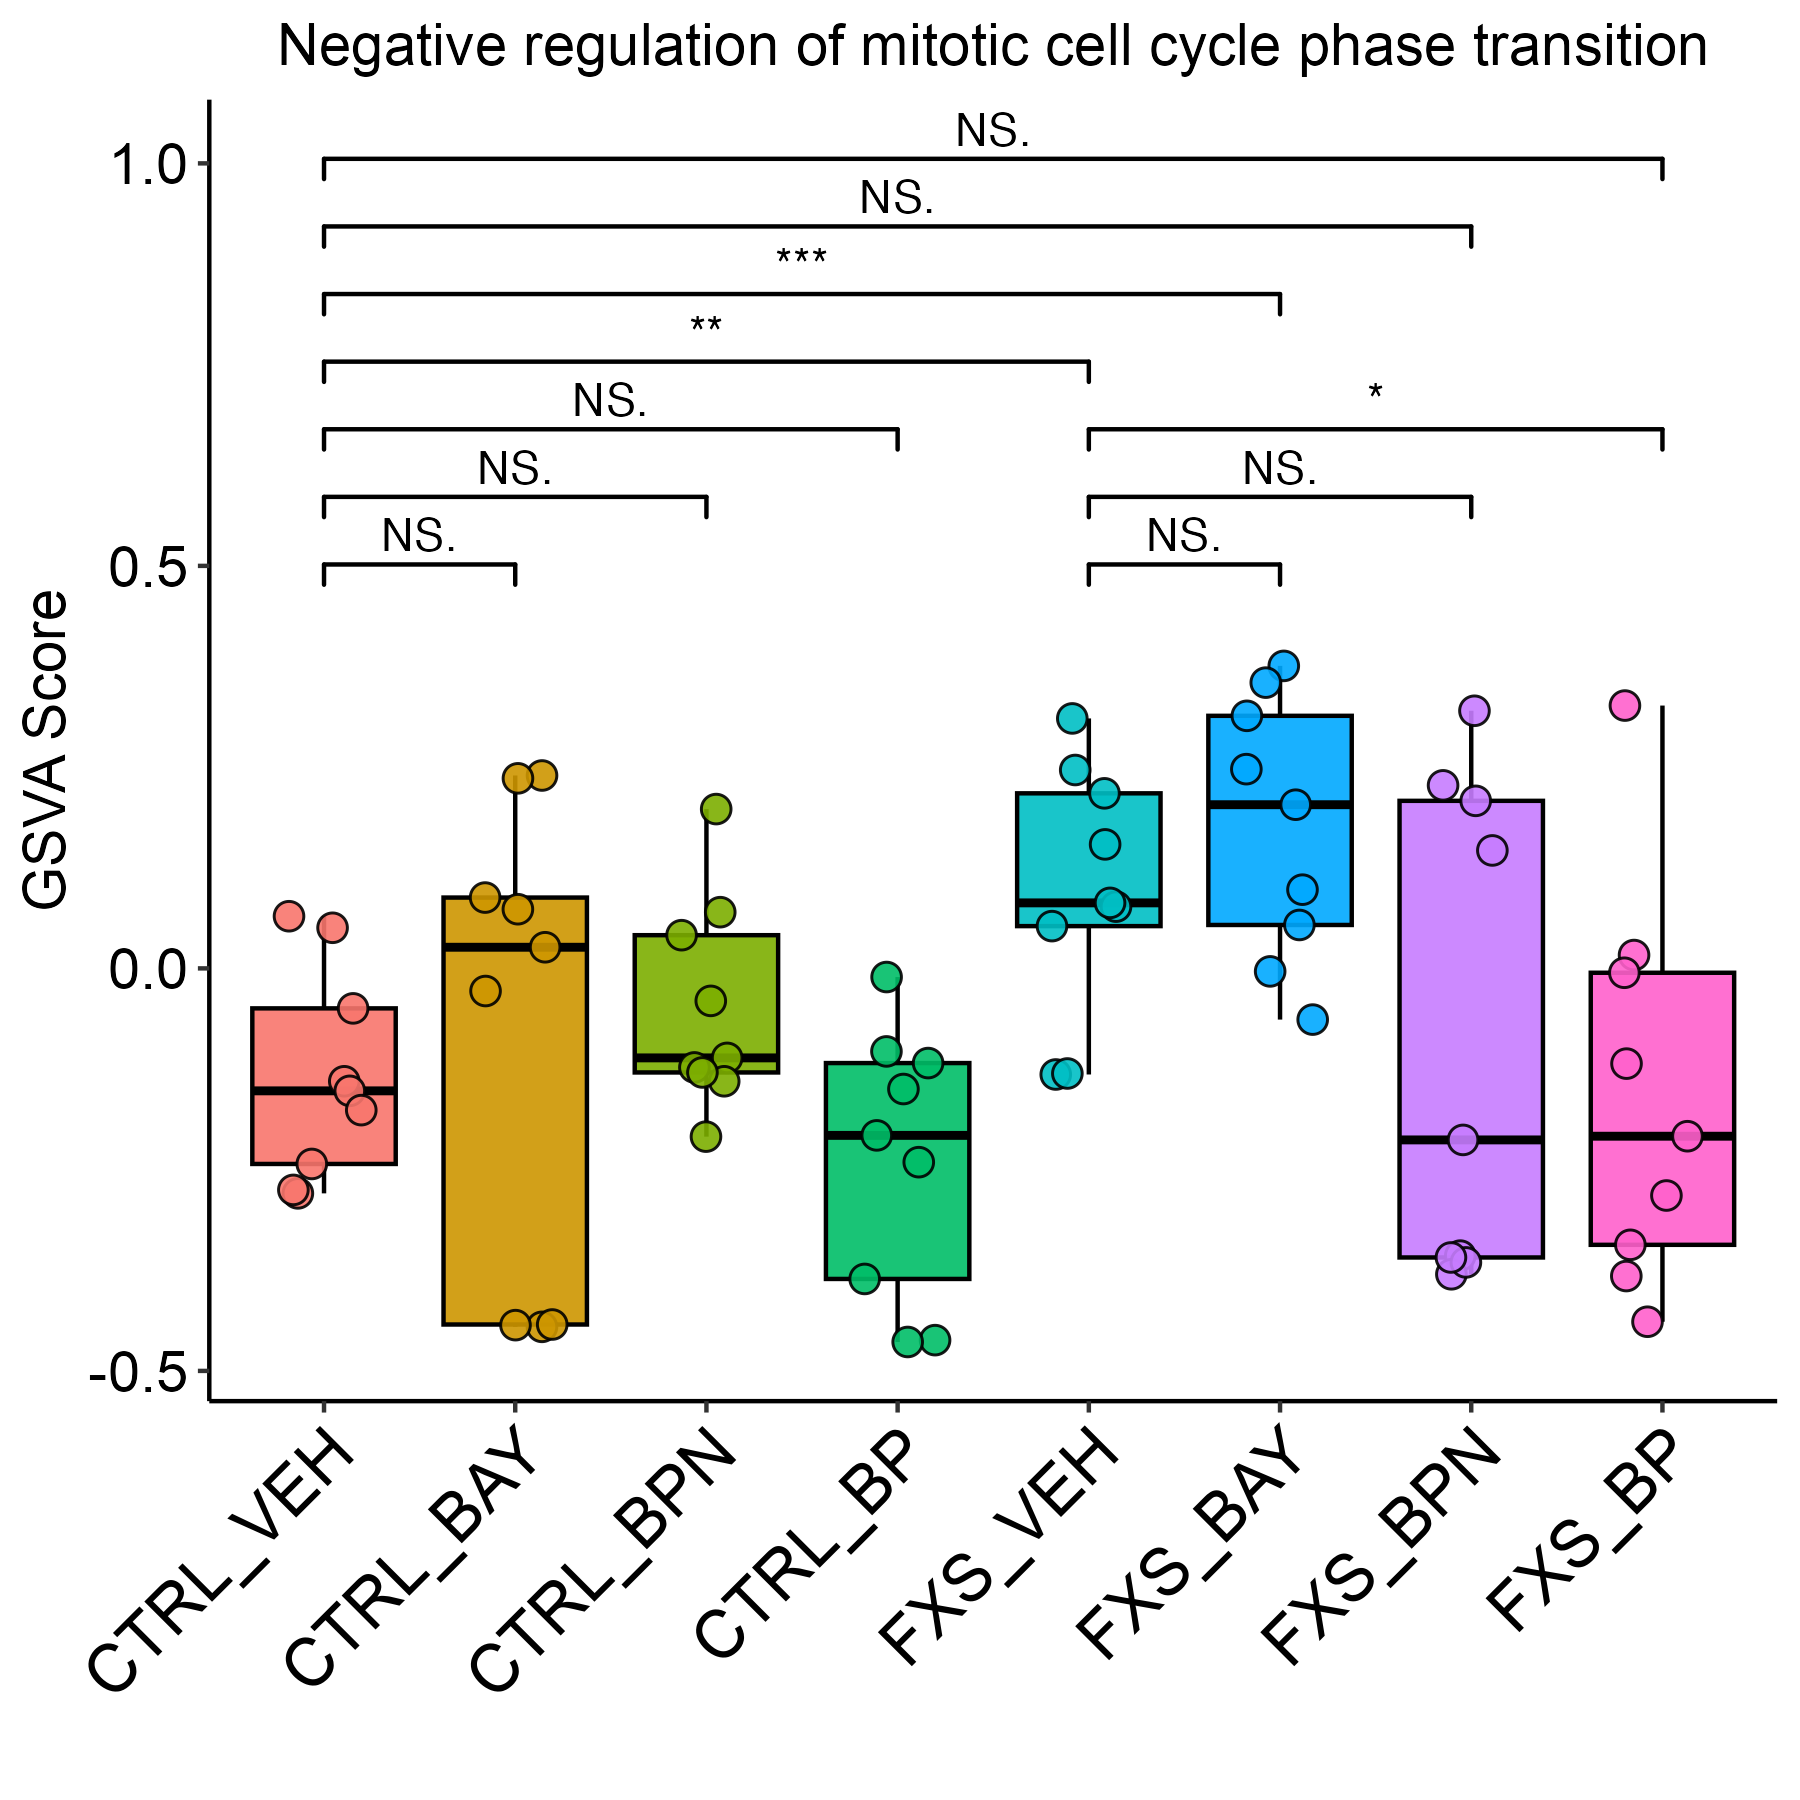 Negative regulation of mitotic cell cycle phase transition
NS.
NS.
***
**
NS.
*
NS.
NS.
NS.
NS.
GSVA Score
1.0
0.5
0.0
-0.5
CTRL_VEH
CTRL_BAY
CTRL_BPN
CTRL_BP
FXS_VEH
FXS_BAY
FXS_BPN
FXS_BP